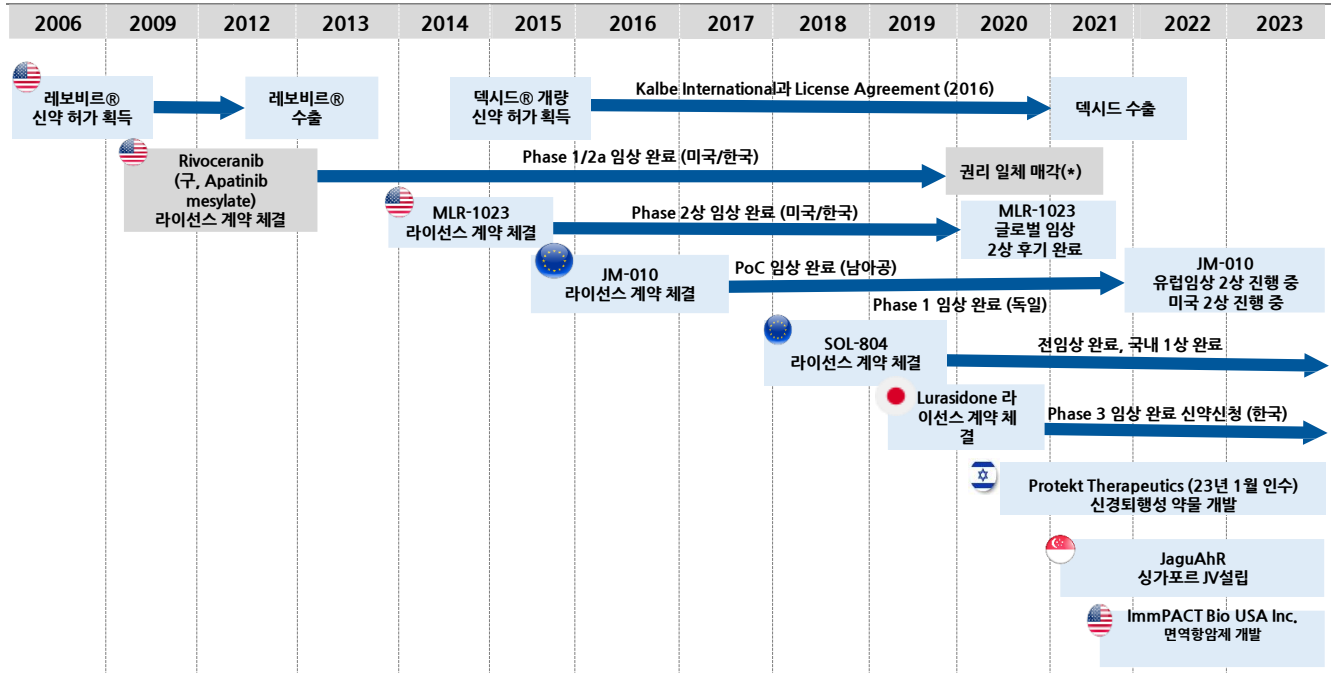 2006 2009 2012 2013 2014 2015 2016 2017 2018 2019 2020 2021 2022 2023
레보비르®
신약 허가 획득
레보비르®
수출
덱시드® 개량
신약 허가 획득
Kalbe International과 License Agreement (2016)
덱시드 수출
Rivoceranib
(구, Apatinib
mesylate)
라이선스 계약 체결
Phase 1/2a 임상 완료 (미국/한국)
권리 일체 매각(*)
MLR-1023
라이선스 계약 체결
Phase 2상 임상 완료 (미국/한국)
MLR-1023
글로벌 임상
2상 후기 완료
JM-010
라이선스 계약 체결
PoC 임상 완료 (남아공)
Phase 1 임상 완료 (독일)
JM-010
유럽임상 2상 진행 중
미국 2상 진행 중
SOL-804
라이선스 계약 체결
전임상 완료, 국내 1상 완료
Lurasidone 라
이선스 계약 체
결
Phase 3 임상 완료 신약신청 (한국)
Protekt Therapeutics (23년 1월 인수)
신경퇴행성 약물 개발
JaguAhR
싱가포르 JV설립
ImmPACT Bio USA Inc.
면역항암제 개발